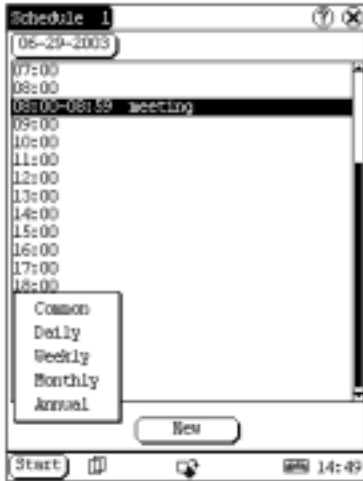 Schedule 1
06-29-2003
07:00
08:00
08:00-08:59 meeting
09:00
10:00
11:00
12:00
13:00
14:00
15:00
16:00
17:00
18:00
Common
Daily
Weekly
Monthly
Annual
New
Start 14:49